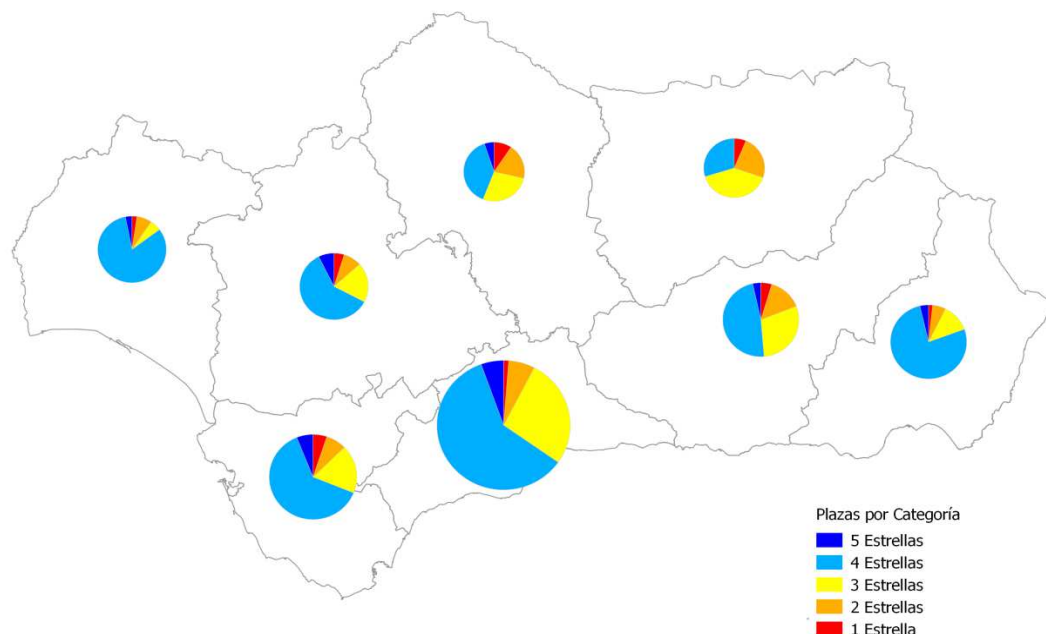 Plazas por Categoría
5 Estrellas
4 Estrellas
3 Estrellas
2 Estrellas
1 Estrella